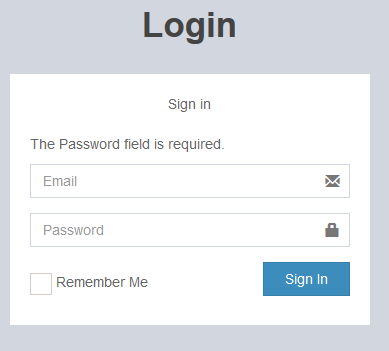 Login
Sign in
The Password field is required.
Email
Password
Remember Me
Sign In